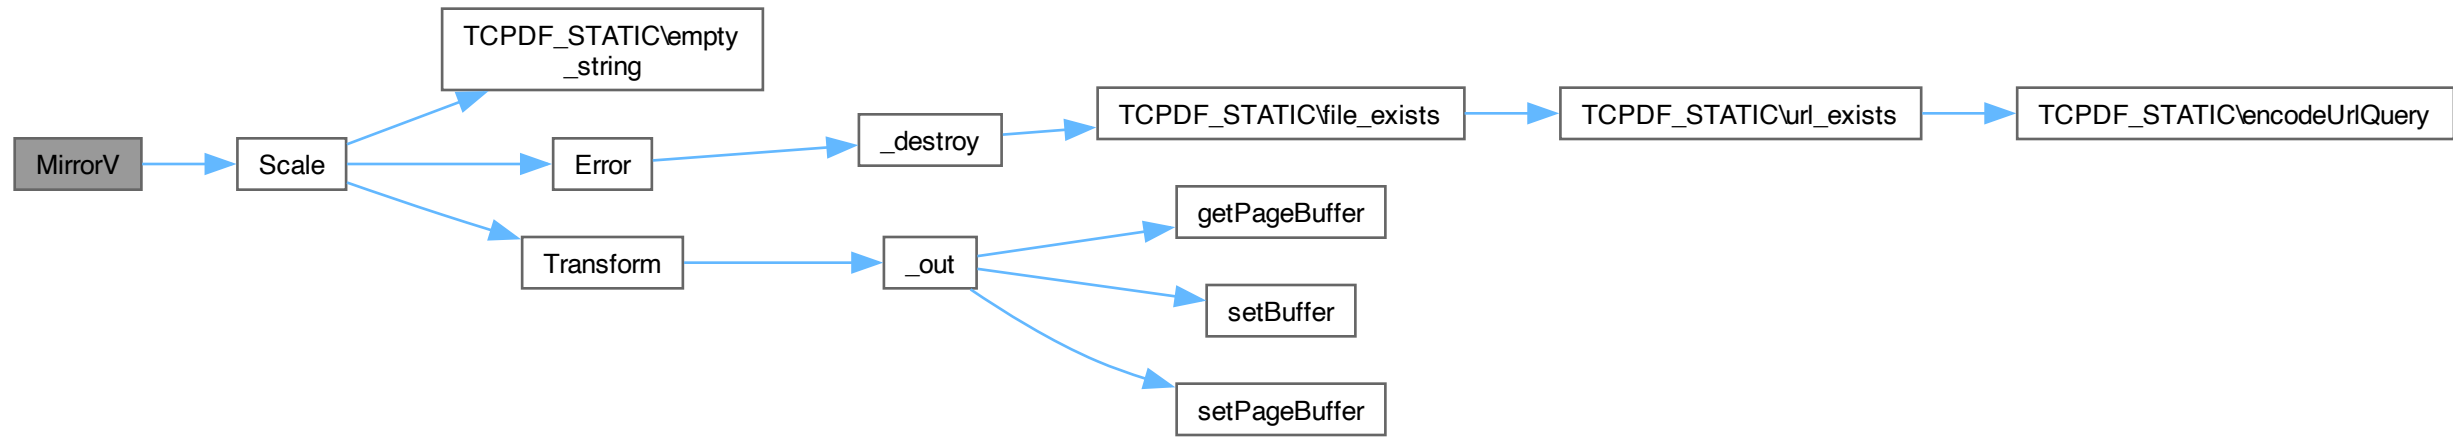 TCPDF_STATIC\empty
_string
MirrorV
Scale
Error
_destroy
TCPDF_STATIC\file_exists
TCPDF_STATIC\url_exists
TCPDF_STATIC\encodeUrlQuery
Transform
_out
getPageBuffer
setBuffer
setPageBuffer